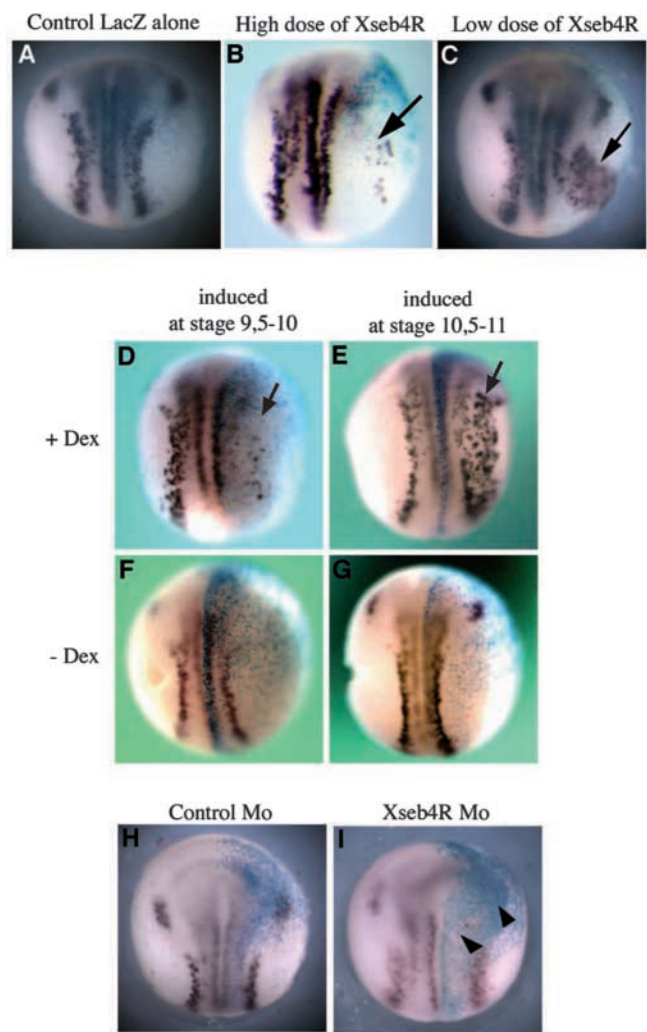 Control LacZ alone
High dose of Xseb4R
Low dose of Xseb4R
A
B
C
induced
at stage 9,5-10
induced
at stage 10,5-11
D
E
+ Dex
F
G
- Dex
Control Mo
Xseb4R Mo
H
I